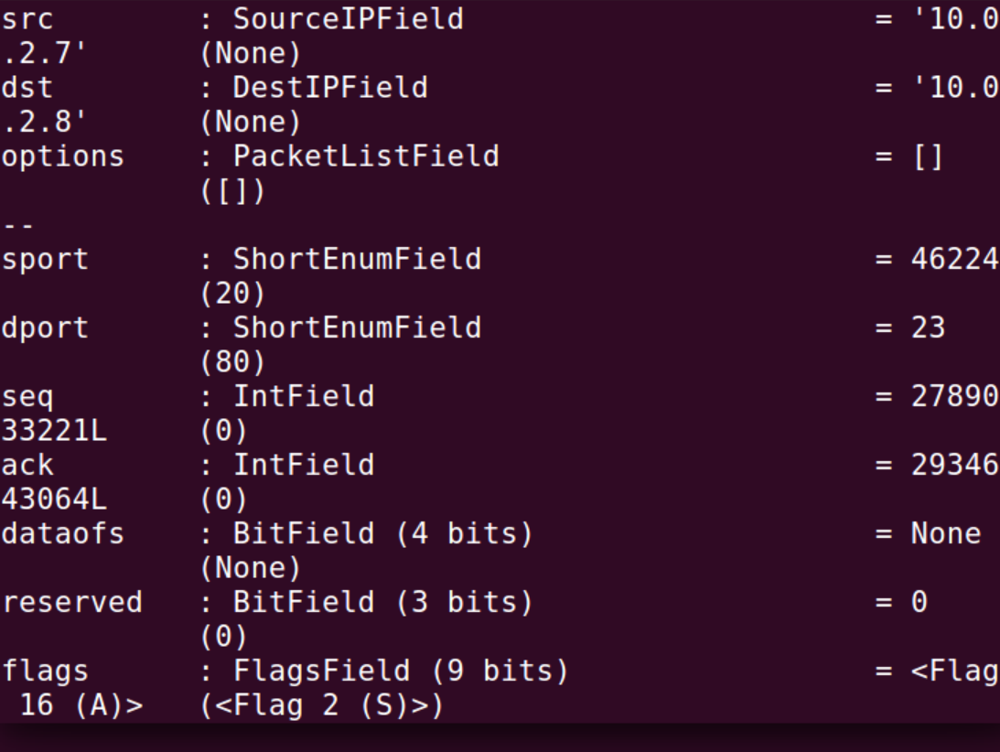 src        : SourceIPField                       = '10.0
.2.7'      (None)
dst        : DestIPField                         = '10.0
.2.8'      (None)
options    : PacketListField                     = []
           ([])
--
sport      : ShortEnumField                      = 46224
           (20)
dport      : ShortEnumField                      = 23
           (80)
seq        : IntField                            = 27890
33221L     (0)
ack        : IntField                            = 29346
43064L     (0)
dataofs    : BitField (4 bits)                   = None
           (None)
reserved   : BitField (3 bits)                   = 0
           (0)
flags      : FlagsField (9 bits)                 = <Flag
 16 (A)>   (<Flag 2 (S)>)